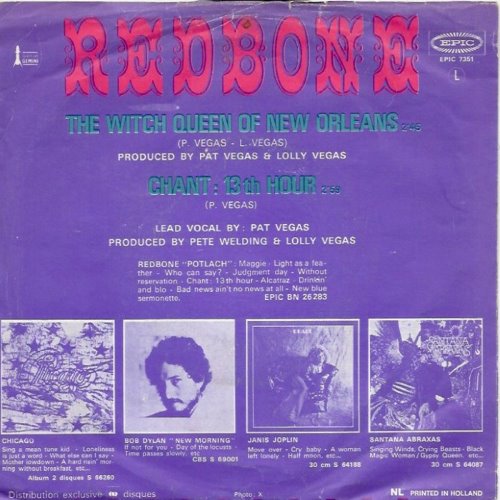 REDBONE
GEMINI
EPIC
EPIC 7351
L
THE WITCH QUEEN OF NEW ORLEANS 2:45
(P. VEGAS - L. VEGAS)
PRODUCED BY PAT VEGAS & LOLLY VEGAS
CHANT: 13th HOUR 2:59
(P. VEGAS)
LEAD VOCAL BY: PAT VEGAS
PRODUCED BY PETE WELDING & LOLLY VEGAS
REDBONE "POTLACH": Maggie - Light as a fea-
ther - Who can say? - Judgment day - Without
reservation - Chant: 13th hour - Alcatraz - Drinkin'
and blo - Bad news ain't no news at all - New blue
sermonette.
EPIC BN 26283
CHICAGO
Sing a mean tune kid - Loneliness
is just a word - What else can I say -
Mother lowdown - A hard risin' mor-
ning without breakfast, etc...
Album 2 disques S 66260
BOB DYLAN "NEW MORNING"
If not for you - Day of the locusts -
Time passes slowly, etc
CBS S 69001
PEARL
JANIS JOPLIN
Move over - Cry baby - A woman
left lonely - Half moon, etc...
30 cm S 64188
SANTANA
SANTANA ABRAXAS
Singing Winds, Crying Beasts - Black
Magic Woman/Gypsy Queen, etc...
30 cm S 64087
Distribution exclusive disques
Photo: X
NL PRINTED IN HOLLAND